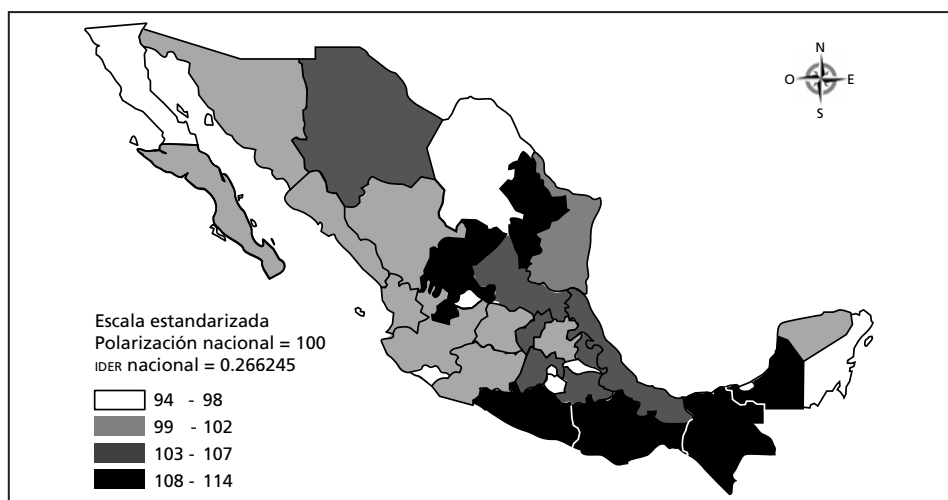 N
O E
S
Escala estandarizada
Polarización nacional = 100
IDER nacional = 0.266245
94 - 98
99 - 102
103 - 107
108 - 114